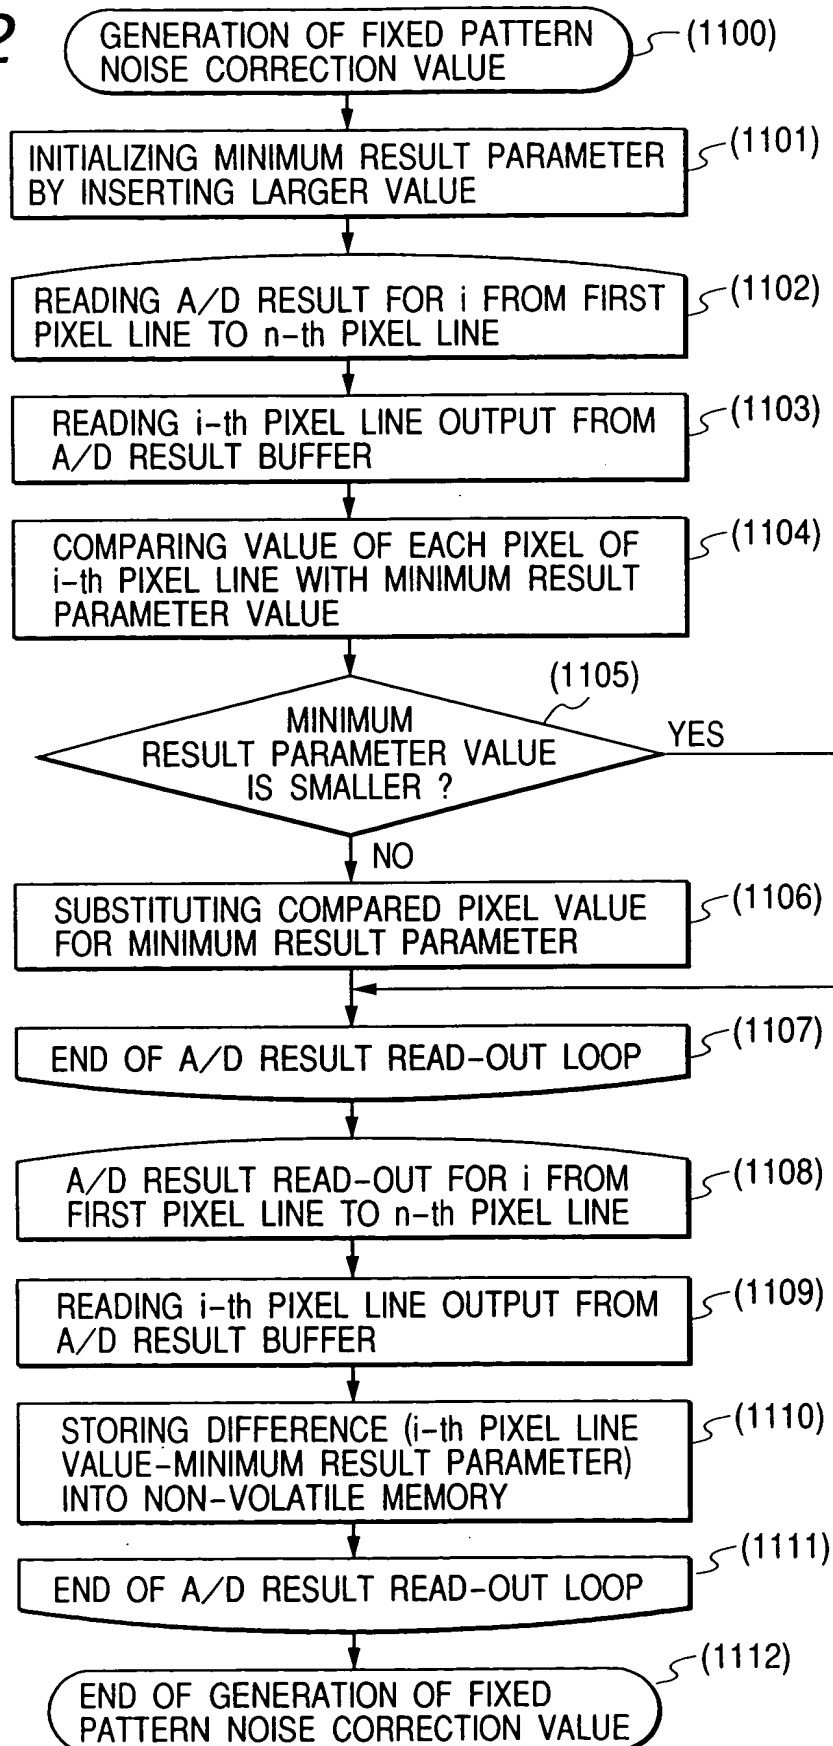 2
GENERATION OF FIXED PATTERN
NOISE CORRECTION VALUE
(1100)
INITIALIZING MINIMUM RESULT PARAMETER
BY INSERTING LARGER VALUE
(1101)
READING A/D RESULT FOR i FROM FIRST
PIXEL LINE TO n-th PIXEL LINE
(1102)
READING i-th PIXEL LINE OUTPUT FROM
A/D RESULT BUFFER
(1103)
COMPARING VALUE OF EACH PIXEL OF
i-th PIXEL LINE WITH MINIMUM RESULT
PARAMETER VALUE
(1104)
(1105)
MINIMUM
RESULT PARAMETER VALUE
IS SMALLER ?
YES
NO
SUBSTITUTING COMPARED PIXEL VALUE
FOR MINIMUM RESULT PARAMETER
(1106)
END OF A/D RESULT READ-OUT LOOP
(1107)
A/D RESULT READ-OUT FOR i FROM
FIRST PIXEL LINE TO n-th PIXEL LINE
(1108)
READING i-th PIXEL LINE OUTPUT FROM
A/D RESULT BUFFER
(1109)
STORING DIFFERENCE (i-th PIXEL LINE
VALUE-MINIMUM RESULT PARAMETER)
INTO NON-VOLATILE MEMORY
(1110)
END OF A/D RESULT READ-OUT LOOP
(1111)
END OF GENERATION OF FIXED
PATTERN NOISE CORRECTION VALUE
(1112)